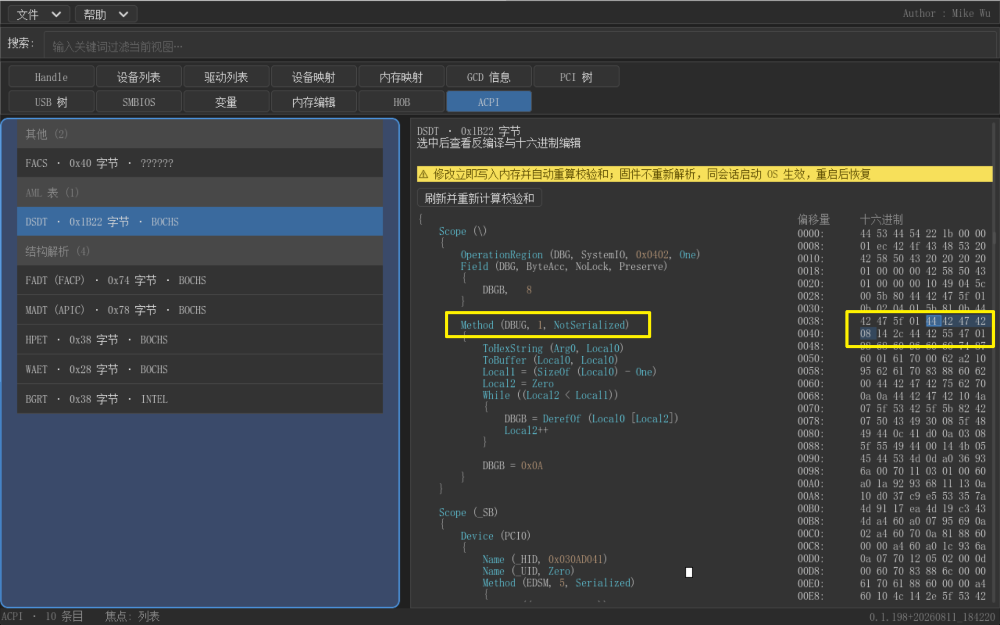 文件
帮助
Author : Mike Wu
搜索:
输入关键词过滤当前视图…
Handle
设备列表
驱动列表
设备映射
内存映射
GCD 信息
PCI 树
USB 树
SMBIOS
变量
内存编辑
HOB
ACPI
其他 (2)
FACS · 0x40 字节 · ??????
AML 表 (1)
DSDT · 0x1B22 字节 · BOCHS
结构解析 (4)
FADT (FACP) · 0x74 字节 · BOCHS
MADT (APIC) · 0x78 字节 · BOCHS
HPET · 0x38 字节 · BOCHS
WAET · 0x28 字节 · BOCHS
BGRT · 0x38 字节 · INTEL
DSDT · 0x1B22 字节
选中后查看反编译与十六进制编辑
⚠ 修改立即写入内存并自动重算校验和；固件不重新解析，同会话启动 OS 生效，重启后恢复
刷新并重新计算校验和
{
Scope (\)
{
OperationRegion (DBG, SystemIO, 0x0402, One)
Field (DBG, ByteAcc, NoLock, Preserve)
{
DBGB, 8
}
Method (DBUG, 1, NotSerialized)
{
ToHexString (Arg0, Local0)
ToBuffer (Local0, Local0)
Local1 = (SizeOf (Local0) - One)
Local2 = Zero
While ((Local2 < Local1))
{
DBGB = DerefOf (Local0 [Local2])
Local2++
}
DBGB = 0x0A
}
}
Scope (_SB)
{
Device (PCI0)
{
Name (_HID, 0x030AD041)
Name (_UID, Zero)
Method (EDSM, 5, Serialized)
{
偏移量 十六进制
0000: 44 53 44 54 22 1b 00 00
0008: 01 ec 42 4f 43 48 53 20
0010: 42 58 50 43 20 20 20 20
0018: 01 00 00 00 42 58 50 43
0020: 01 00 00 00 10 49 04 5c
0028: 00 5b 80 44 42 47 5f 01
0030: 0b 02 04 01 5b 81 0b 44
0038: 42 47 5f 01 44 42 47 42
0040: 08 14 2c 44 42 55 47 01
0048: 98 68 60 96 60 60 74 87
0050: 60 01 61 70 00 62 a2 10
0058: 95 62 61 70 83 88 60 62
0060: 00 44 42 47 42 75 62 70
0068: 0a 0a 44 42 47 42 10 4a
0070: 07 5f 53 42 5f 5b 82 42
0078: 07 50 43 49 30 08 5f 48
0080: 49 44 0c 41 d0 0a 03 08
0088: 5f 55 49 44 00 14 4b 05
0090: 45 44 53 4d 0d a0 36 93
0098: 6a 00 70 11 03 01 00 60
00A0: a0 1a 92 93 68 11 13 0a
00A8: 10 d0 37 c9 e5 53 35 7a
00B0: 4d 91 17 ea 4d 19 c3 43
00B8: 4d a4 60 a0 07 95 69 0a
00C0: 02 a4 60 70 0a 81 88 60
00C8: 00 00 a4 60 a0 1c 93 6a
00D0: 0a 07 70 12 05 02 00 0d
00D8: 00 60 70 83 88 6c 00 00
00E0: 61 70 61 88 60 00 00 a4
00E8: 60 10 4c 14 2e 5f 53 42
ACPI · 10 条目 焦点: 列表
0.1.198+20260811_184220